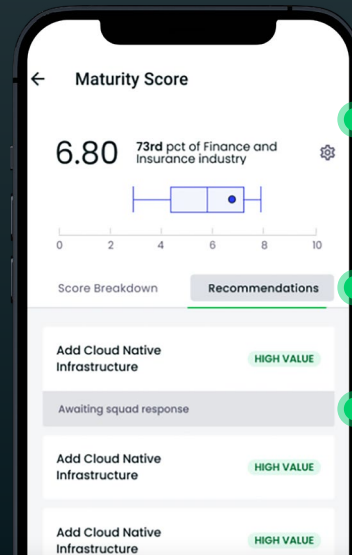 Maturity Score
6.80
73rd pct of Finance and
Insurance industry
0 2 4 6 8 10
Score Breakdown
Recommendations
Add Cloud Native
Infrastructure
HIGH VALUE
Awaiting squad response
Add Cloud Native
Infrastructure
HIGH VALUE
Add Cloud Native
Infrastructure
HIGH VALUE